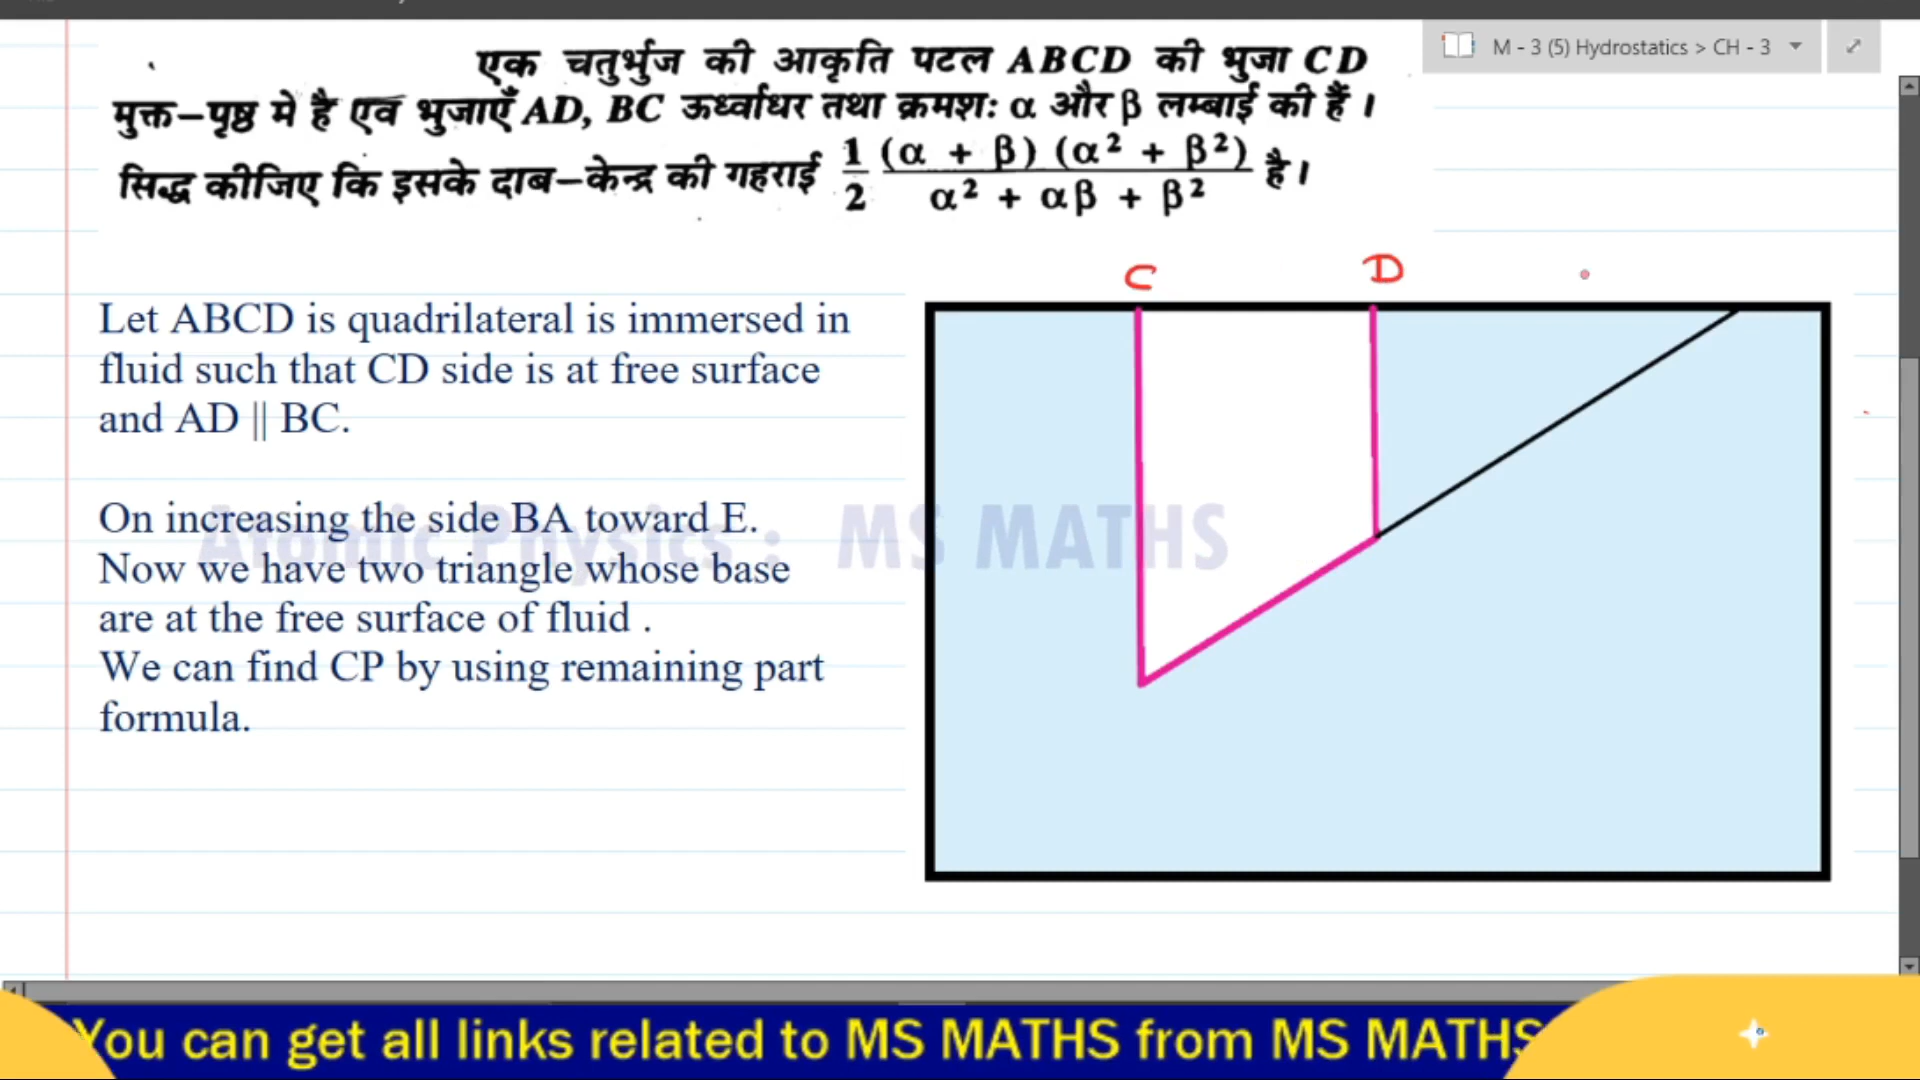 M - 3 (5) Hydrostatics > CH - 3
एक चतुर्भुज की आकृति पटल ABCD की भुजा CD
मुक्त-पृष्ठ मे है एवं भुजाएँ AD, BC ऊर्ध्वाधर तथा क्रमश: α और β लम्बाई की हैं ।
सिद्ध कीजिए कि इसके दाब-केन्द्र की गहराई 1/2 (α + β) (α² + β²) / α² + αβ + β² है ।
C D
Let ABCD is quadrilateral is immersed in
fluid such that CD side is at free surface
and AD || BC.
On increasing the side BA toward E.
Atomic Physics : MS MATHS
Now we have two triangle whose base
are at the free surface of fluid .
We can find CP by using remaining part
formula.
You can get all links related to MS MATHS from MS MATHS